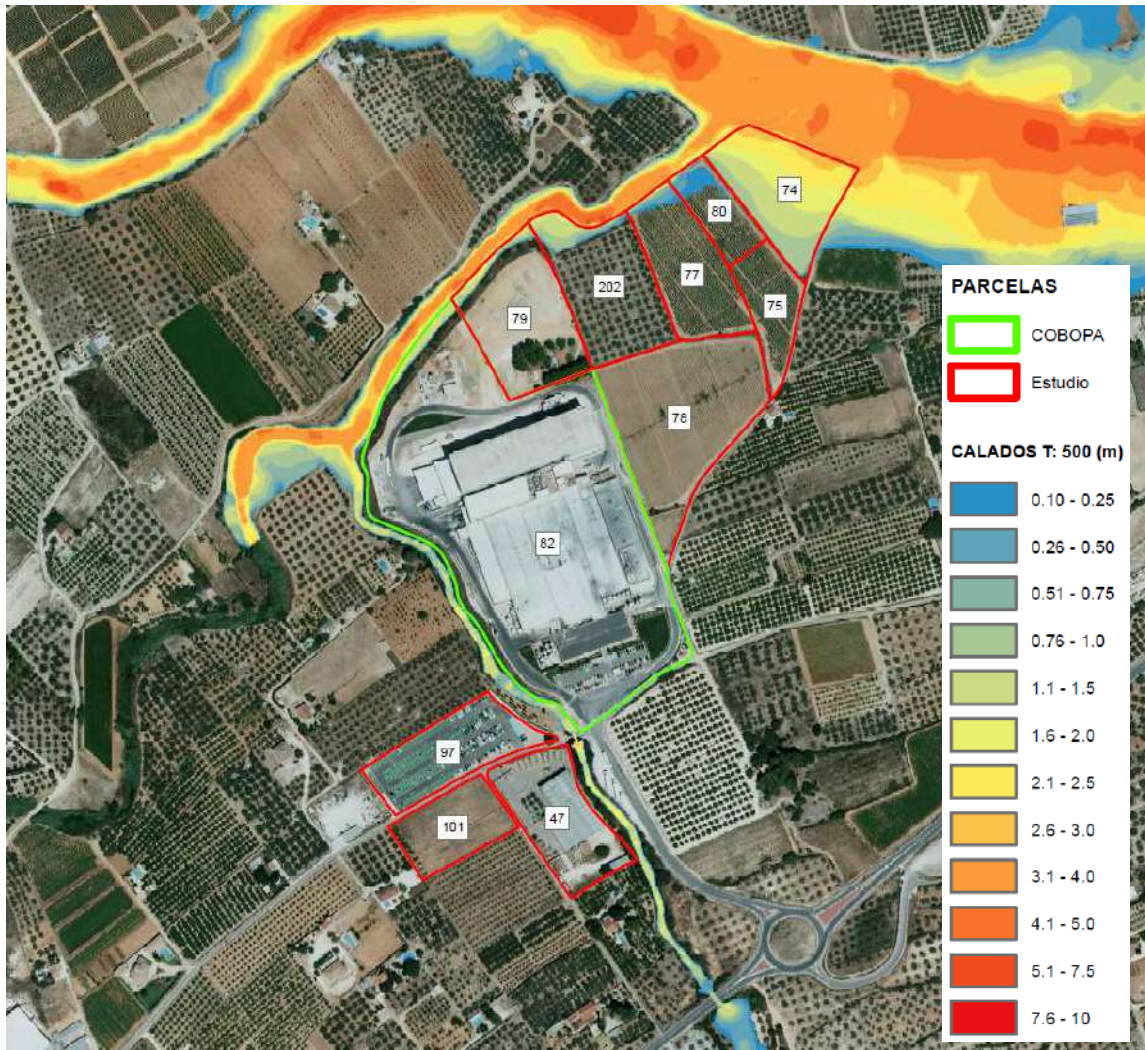 74
80
77
75
202
79
78
82
97
101
47
PARCELAS
COBOPA
Estudio
CALADOS T: 500 (m)
0.10 - 0.25
0.26 - 0.50
0.51 - 0.75
0.76 - 1.0
1.1 - 1.5
1.6 - 2.0
2.1 - 2.5
2.6 - 3.0
3.1 - 4.0
4.1 - 5.0
5.1 - 7.5
7.6 - 10